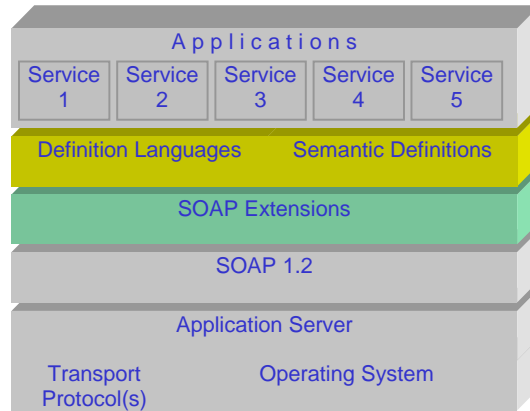 Applications
Service 1
Service 2
Service 3
Service 4
Service 5
Definition Languages
Semantic Definitions
SOAP Extensions
SOAP 1.2
Application Server
Transport Protocol(s)
Operating System